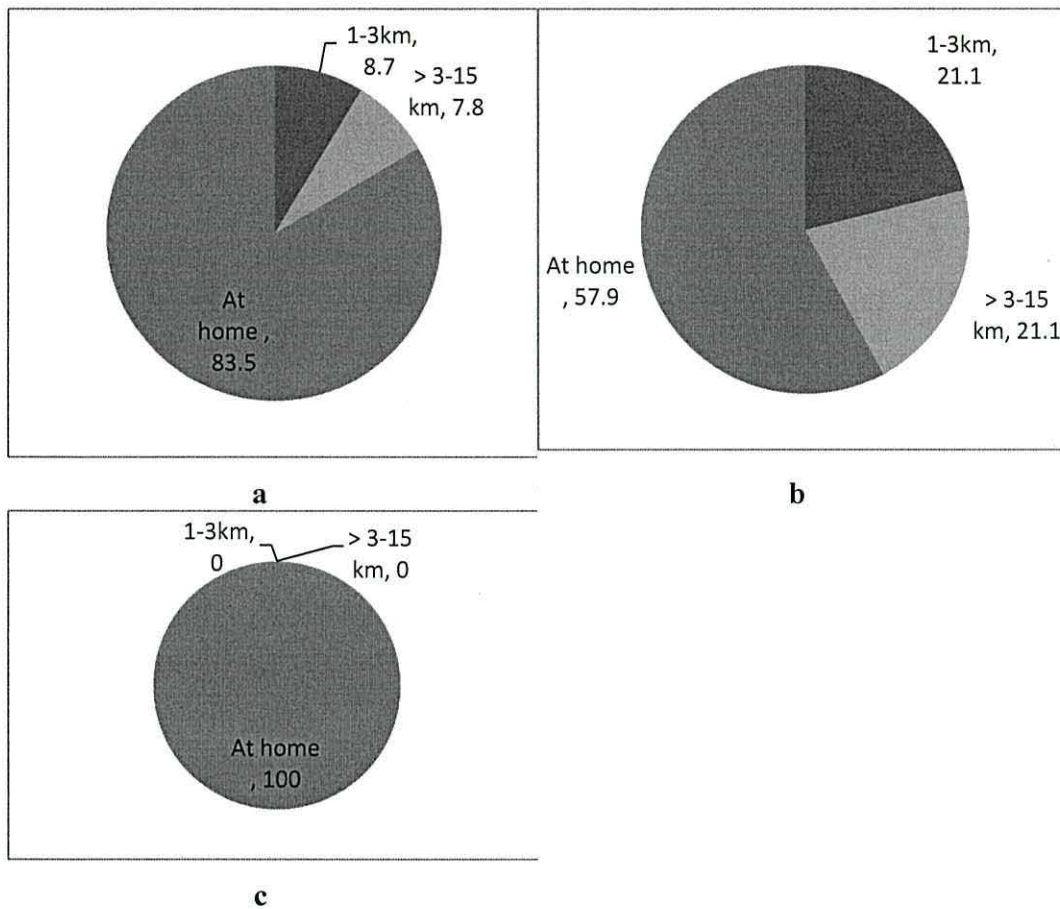 1-3km,
8.7
> 3-15
km, 7.8
At
home ,
83.5
a
1-3km,
21.1
At home
, 57.9
> 3-15
km, 21.1
b
1-3km,
0
> 3-15
km, 0
At home
, 100
c